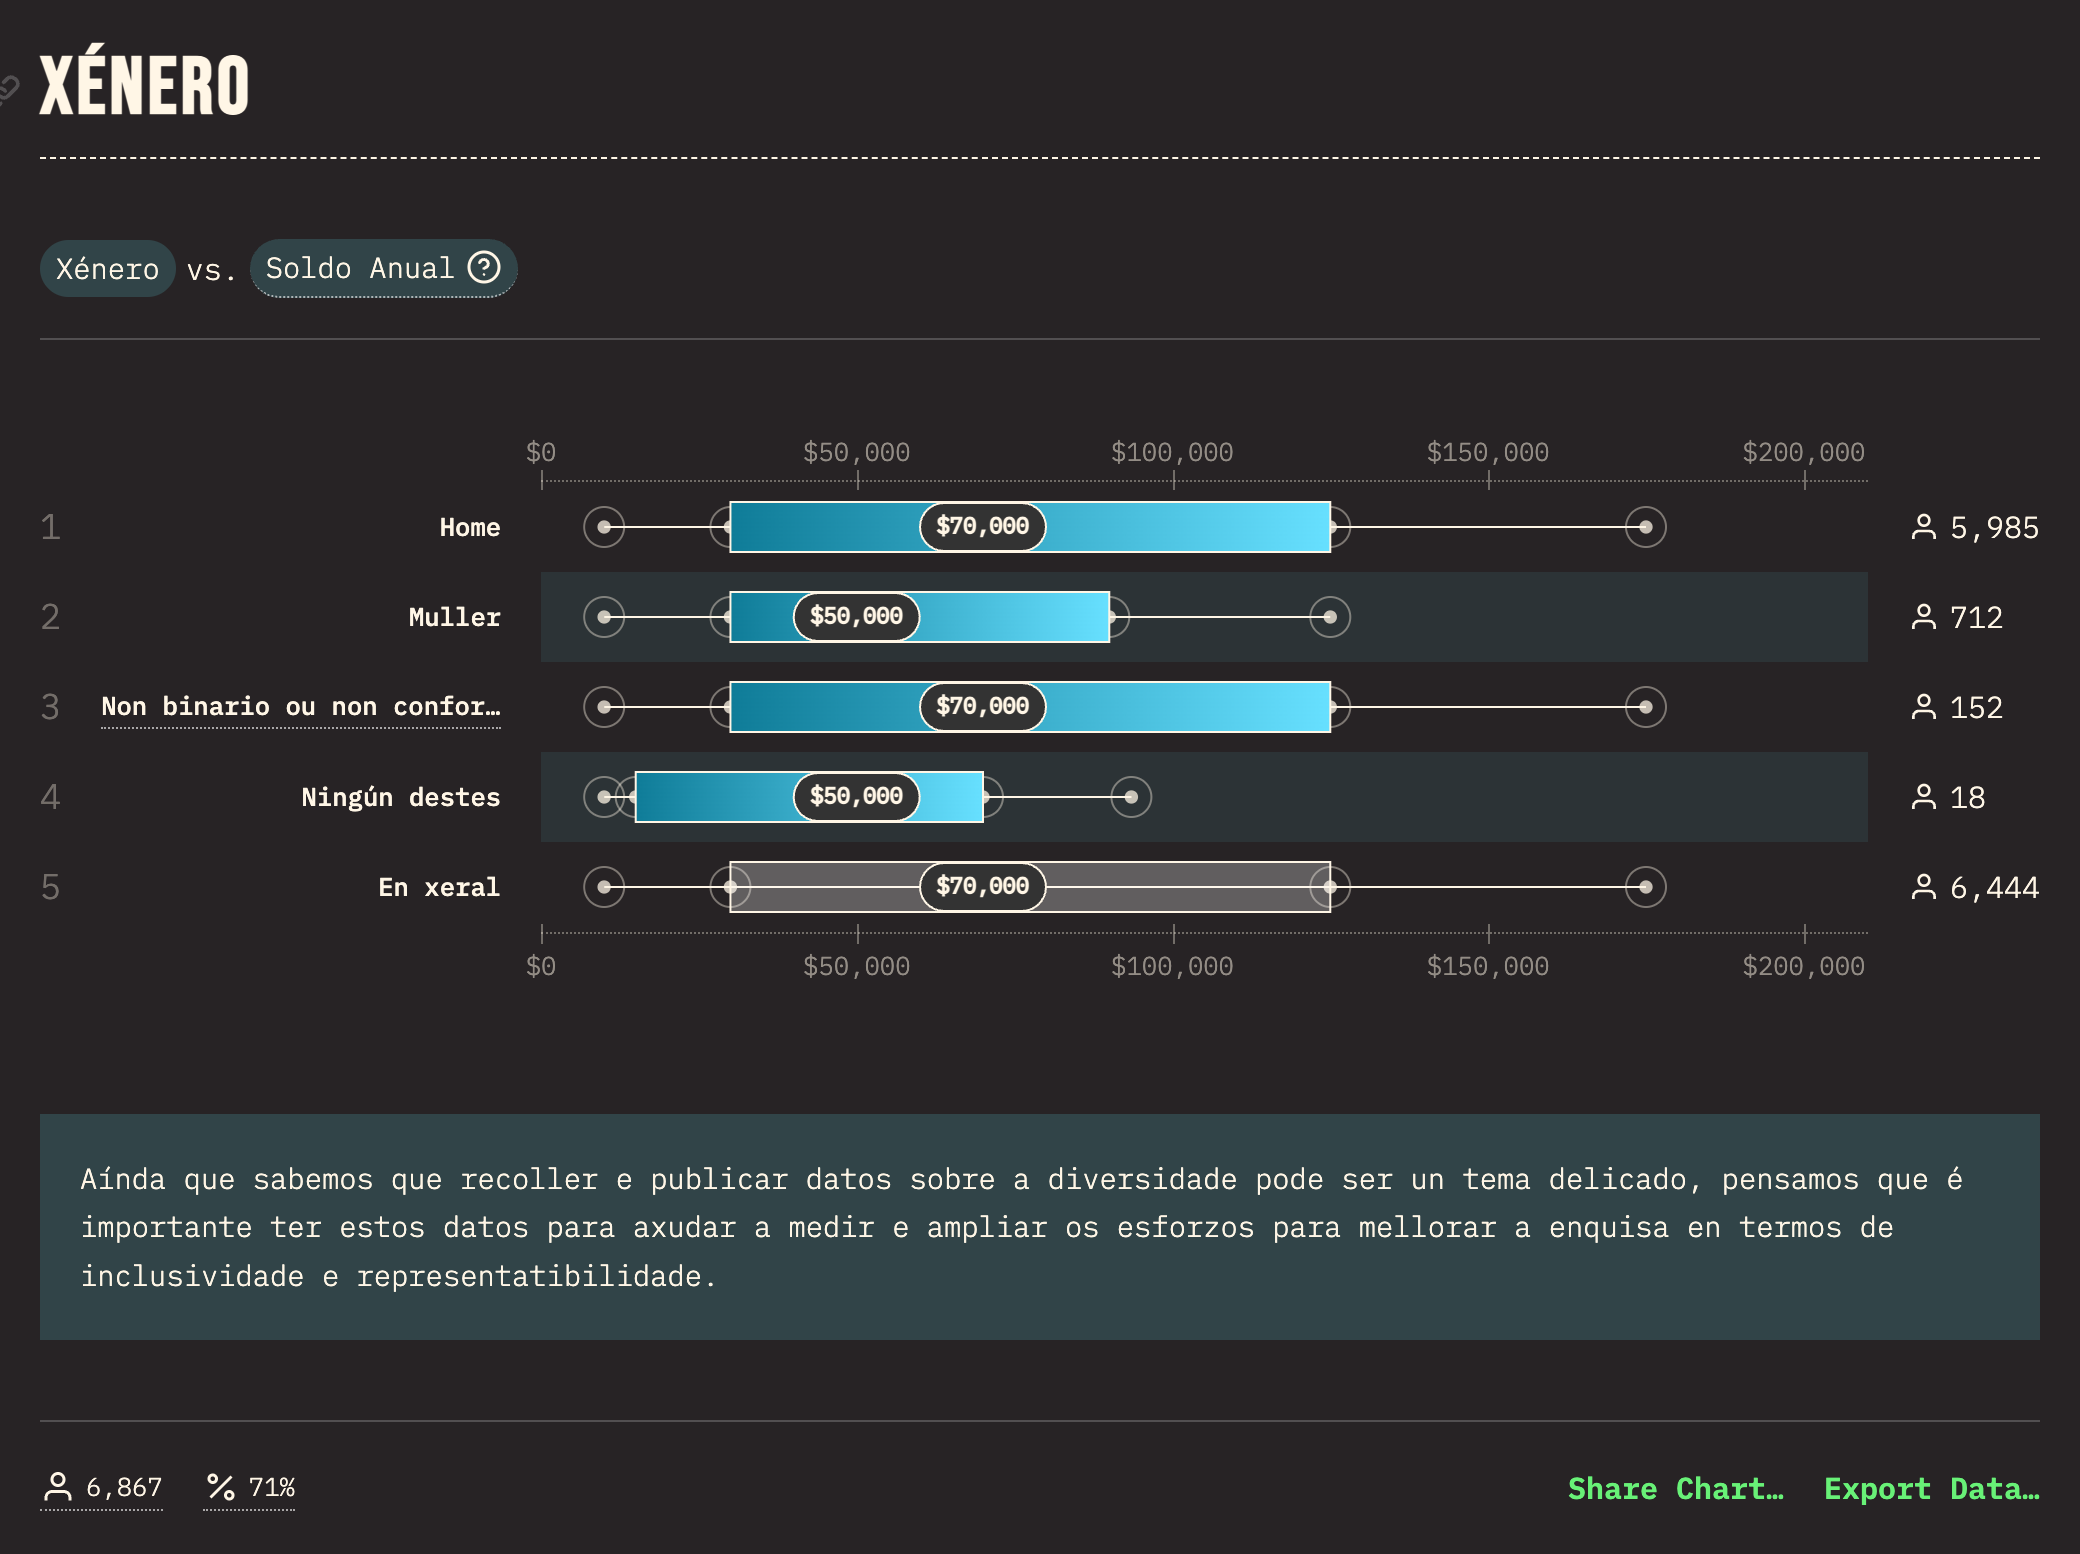 XÉNERO
Xénero vs. Soldo Anual
$0 $50,000 $100,000 $150,000 $200,000
1 Home $70,000 5,985
2 Muller $50,000 712
3 Non binario ou non confor… $70,000 152
4 Ningún destes $50,000 18
5 En xeral $70,000 6,444
$0 $50,000 $100,000 $150,000 $200,000
Aínda que sabemos que recoller e publicar datos sobre a diversidade pode ser un tema delicado, pensamos que é
importante ter estos datos para axudar a medir e ampliar os esforzos para mellorar a enquisa en termos de
inclusividade e representatibilidade.
6,867 71% Share Chart… Export Data…